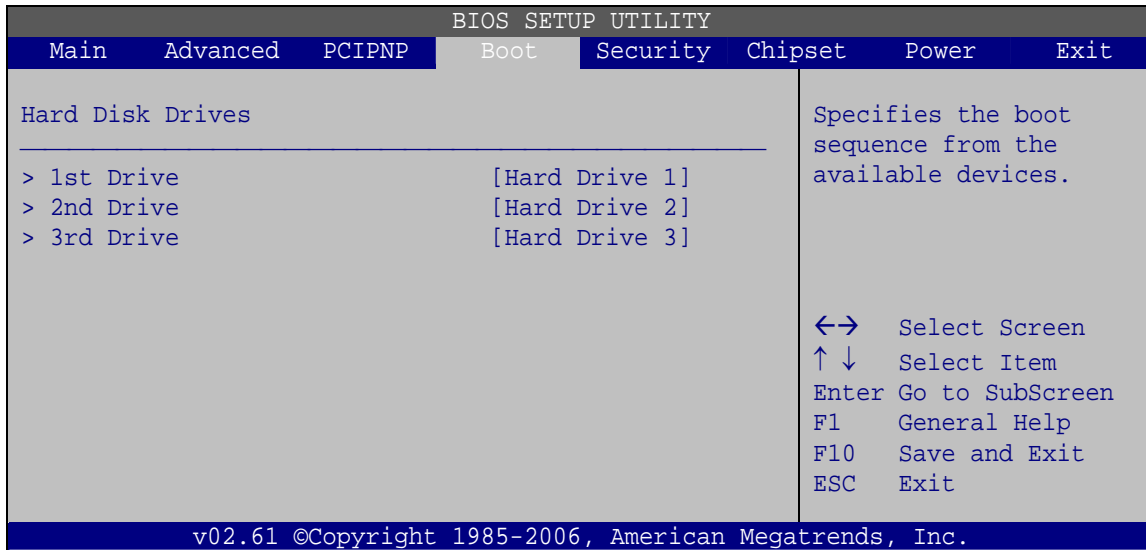 BIOS SETUP UTILITY
Main Advanced PCIPNP Boot Security Chipset Power Exit
Hard Disk Drives
> 1st Drive [Hard Drive 1]
> 2nd Drive [Hard Drive 2]
> 3rd Drive [Hard Drive 3]
Specifies the boot
sequence from the
available devices.
←→ Select Screen
↑ ↓ Select Item
Enter Go to SubScreen
F1 General Help
F10 Save and Exit
ESC Exit
v02.61 ©Copyright 1985-2006, American Megatrends, Inc.